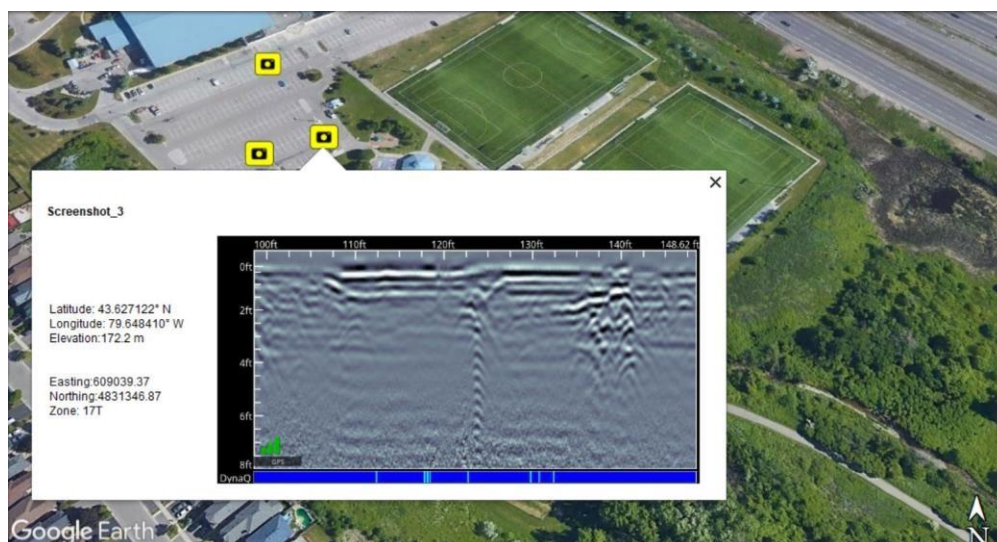 Screenshot_3
Latitude: 43.627122° N
Longitude: 79.648410° W
Elevation:172.2 m
Easting:609039.37
Northing:4831346.87
Zone: 17T
100ft 110ft 120ft 130ft 140ft 148.62 ft
0ft
2ft
4ft
6ft
8ft
GPS
DynaQ
Google Earth
N